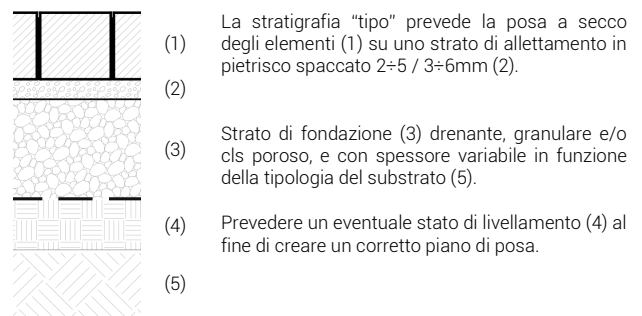 (1)
La stratigrafia “tipo” prevede la posa a secco
degli elementi (1) su uno strato di allettamento in
pietrisco spaccato 2÷5 / 3÷6mm (2).
(2)
(3)
Strato di fondazione (3) drenante, granulare e/o
cls poroso, e con spessore variabile in funzione
della tipologia del substrato (5).
(4)
Prevedere un eventuale stato di livellamento (4) al
fine di creare un corretto piano di posa.
(5)